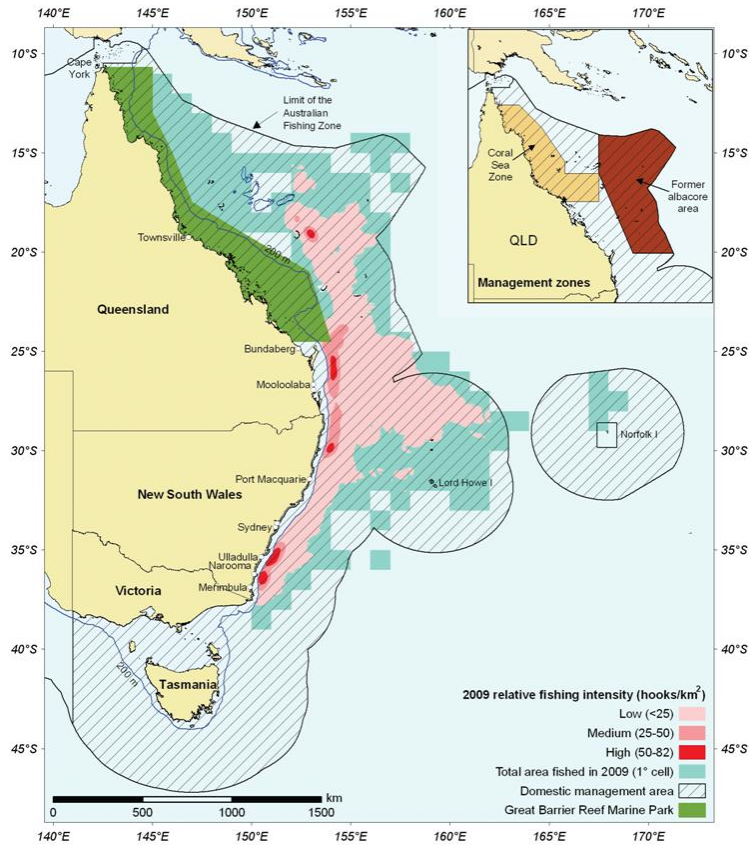 140°E 145°E 150°E 155°E 160°E 165°E 170°E
10°S
15°S
20°S
25°S
30°S
35°S
40°S
45°S
Cape
York
Limit of the
Australian
Fishing Zone
Townsville
200 m
Queensland
Bundaberg
Mooloolaba
Port Macquarie
New South Wales
Lord Howe I
Norfolk I
Sydney
Ulladulla
Narooma
Merimbula
Victoria
200 m
Tasmania
Coral
Sea
Zone
Former
albacore
area
QLD
Management zones
2009 relative fishing intensity (hooks/km²)
Low (<25)
Medium (25-50)
High (50-82)
Total area fished in 2009 (1° cell)
Domestic management area
Great Barrier Reef Marine Park
km
0 500 1000 1500
10°S
15°S
20°S
25°S
30°S
35°S
40°S
45°S
140°E 145°E 150°E 155°E 160°E 165°E 170°E